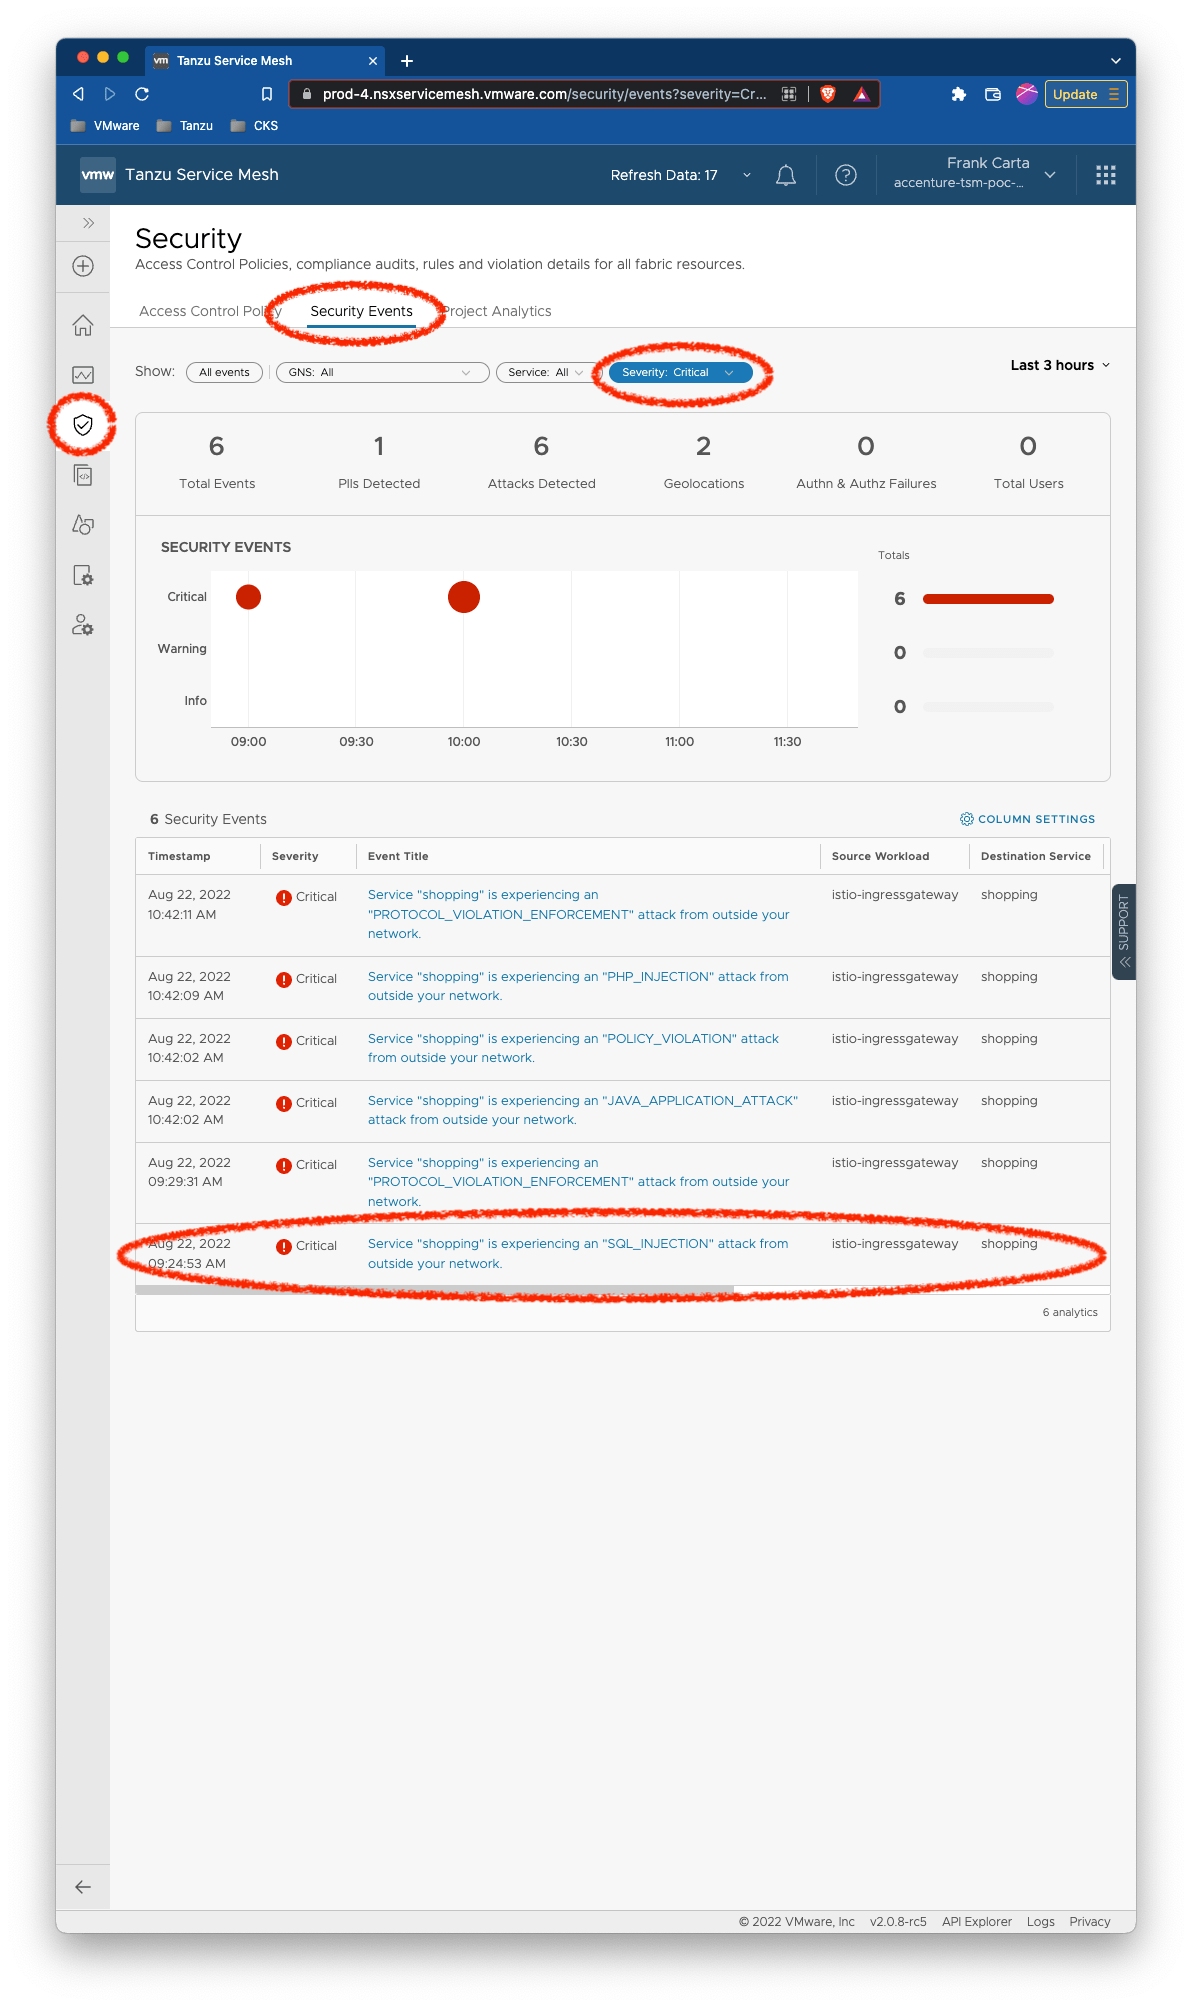 vm Tanzu Service Mesh
prod-4.nsxservicemesh.vmware.com/security/events?severity=Cr...
Update
VMware Tanzu CKS
vmw Tanzu Service Mesh
Refresh Data: 17
Frank Carta
accenture-tsm-poc-...
Security
Access Control Policies, compliance audits, rules and violation details for all fabric resources.
Access Control Policy Security Events Project Analytics
Show: All events GNS: All Service: All Severity: Critical Last 3 hours
6 1 6 2 0 0
Total Events PIIs Detected Attacks Detected Geolocations Authn & Authz Failures Total Users
SECURITY EVENTS
Totals
Critical 6
Warning 0
Info 0
09:00 09:30 10:00 10:30 11:00 11:30
6 Security Events COLUMN SETTINGS
Timestamp Severity Event Title Source Workload Destination Service
Aug 22, 2022 Critical Service "shopping" is experiencing an istio-ingressgateway shopping
10:42:11 AM "PROTOCOL_VIOLATION_ENFORCEMENT" attack from outside your
network.
Aug 22, 2022 Critical Service "shopping" is experiencing an "PHP_INJECTION" attack from istio-ingressgateway shopping
10:42:09 AM outside your network.
Aug 22, 2022 Critical Service "shopping" is experiencing an "POLICY_VIOLATION" attack istio-ingressgateway shopping
10:42:02 AM from outside your network.
Aug 22, 2022 Critical Service "shopping" is experiencing an "JAVA_APPLICATION_ATTACK" istio-ingressgateway shopping
10:42:02 AM attack from outside your network.
Aug 22, 2022 Critical Service "shopping" is experiencing an istio-ingressgateway shopping
09:29:31 AM "PROTOCOL_VIOLATION_ENFORCEMENT" attack from outside your
network.
Aug 22, 2022 Critical Service "shopping" is experiencing an "SQL_INJECTION" attack from istio-ingressgateway shopping
09:24:53 AM outside your network.
6 analytics
SUPPORT
© 2022 VMware, Inc v2.0.8-rc5 API Explorer Logs Privacy